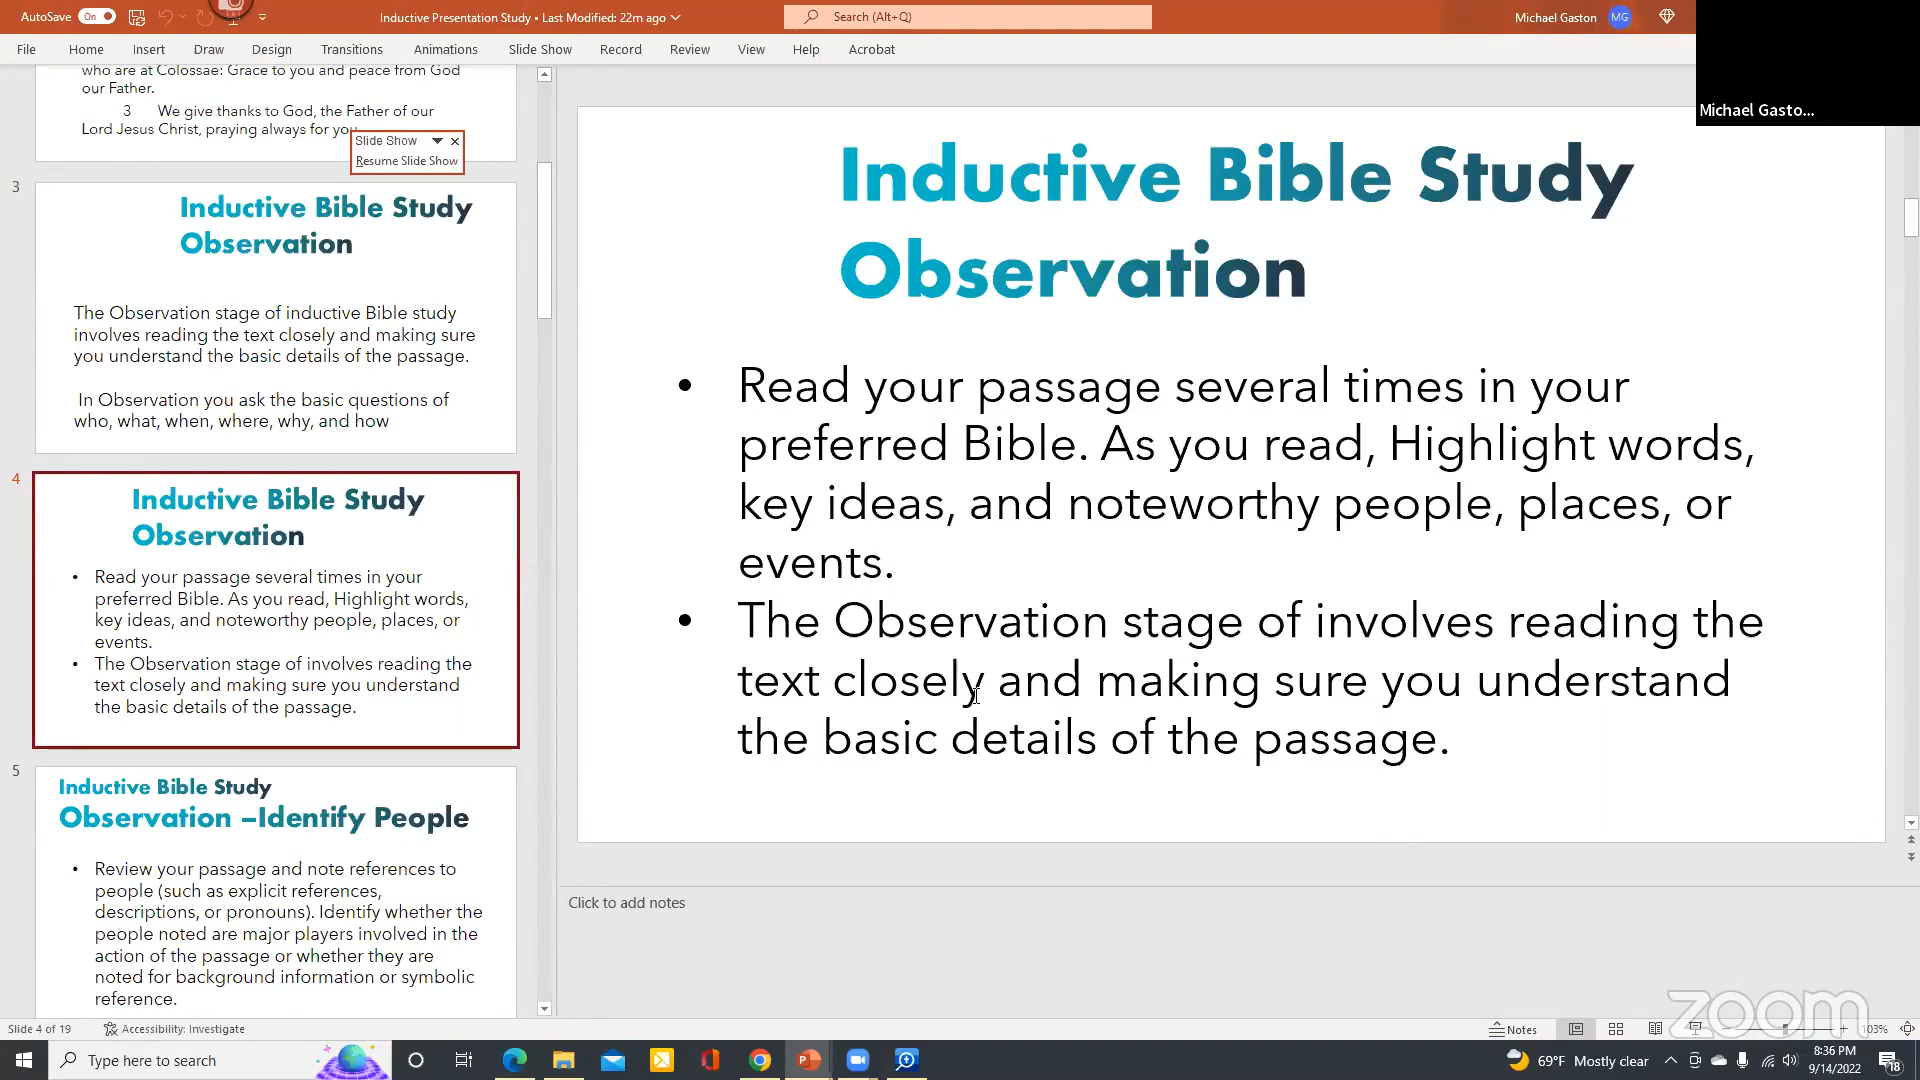 AutoSave On
Inductive Presentation Study • Last Modified: 22m ago
Search (Alt+Q)
Michael Gaston MG
File Home Insert Draw Design Transitions Animations Slide Show Record Review View Help Acrobat
Michael Gasto...
who are at Colossae: Grace to you and peace from God
our Father.
3 We give thanks to God, the Father of our
Lord Jesus Christ, praying always for you
Slide Show
Resume Slide Show
3
Inductive Bible Study
Observation
The Observation stage of inductive Bible study
involves reading the text closely and making sure
you understand the basic details of the passage.
In Observation you ask the basic questions of
who, what, when, where, why, and how
4
Inductive Bible Study
Observation
• Read your passage several times in your
preferred Bible. As you read, Highlight words,
key ideas, and noteworthy people, places, or
events.
• The Observation stage of involves reading the
text closely and making sure you understand
the basic details of the passage.
5
Inductive Bible Study
Observation –Identify People
• Review your passage and note references to
people (such as explicit references,
descriptions, or pronouns). Identify whether the
people noted are major players involved in the
action of the passage or whether they are
noted for background information or symbolic
reference.
Inductive Bible Study
Observation
• Read your passage several times in your
preferred Bible. As you read, Highlight words,
key ideas, and noteworthy people, places, or
events.
• The Observation stage of involves reading the
text closely and making sure you understand
the basic details of the passage.
Click to add notes
zoom
Slide 4 of 19 Accessibility: Investigate
Notes
103%
Type here to search
69°F Mostly clear
8:36 PM
9/14/2022
18